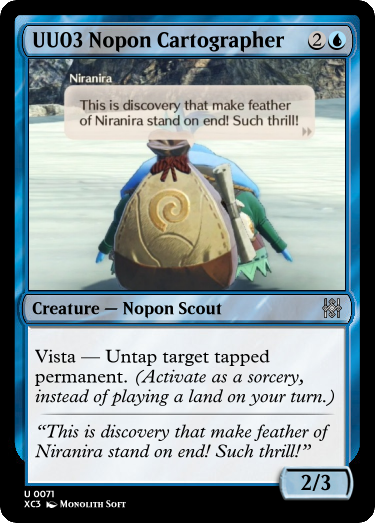 UU03 Nopon Cartographer 2
Niranira
This is discovery that make feather
of Niranira stand on end! Such thrill!
Creature — Nopon Scout
Vista — Untap target tapped
permanent. (Activate as a sorcery,
instead of playing a land on your turn.)
“This is discovery that make feather of
Niranira stand on end! Such thrill!”
2/3
U 0071
XC3 Monolith Soft